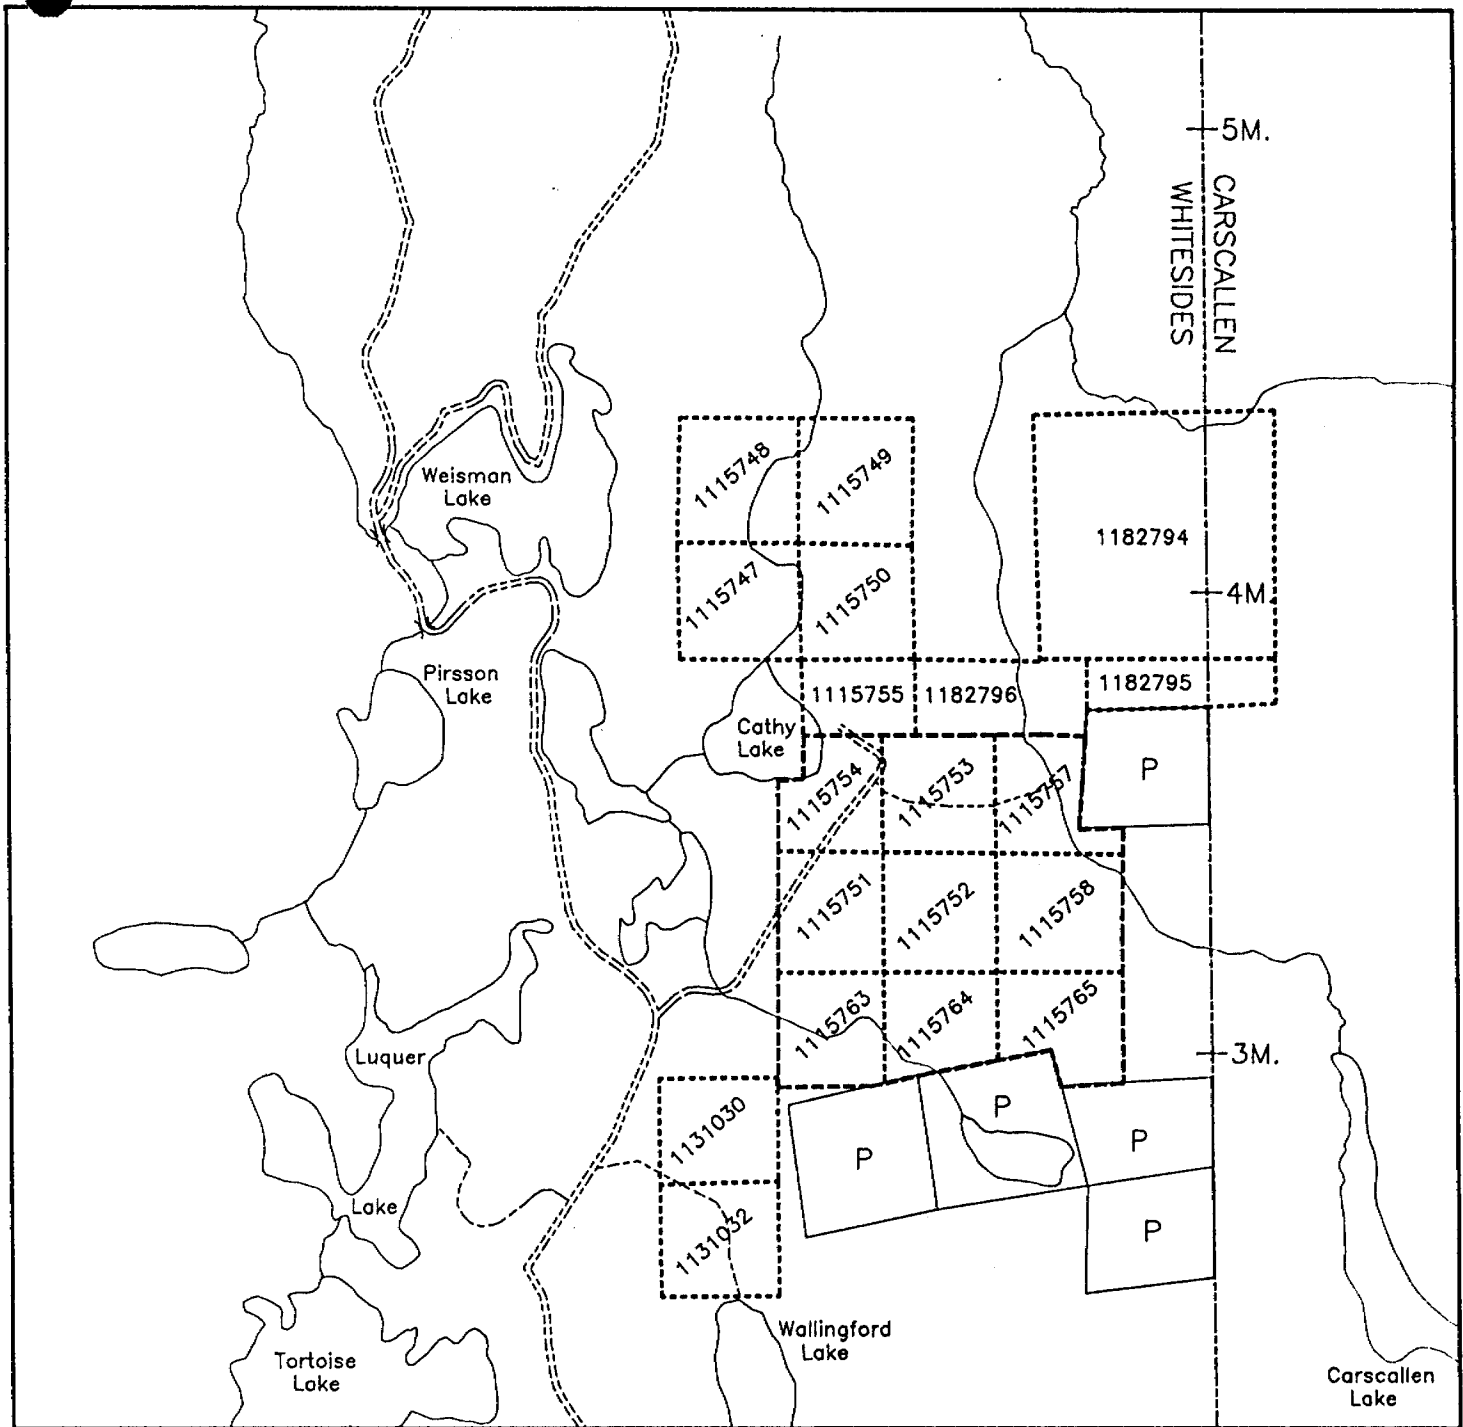 5M.
CARSCALLEN
WHITESIDES
Weisman
Lake
1115748
1115749
1182794
1115747
1115750
4M.
Pirsson
Lake
1115755
1182796
1182795
Cathy
Lake
P
1115754
1115753
1115757
1115751
1115752
1115758
1115763
1115764
1115765
Luquer
3M.
1131030
P
P
P
Lake
1131032
P
Wallingford
Lake
Tortoise
Lake
Carscallen
Lake